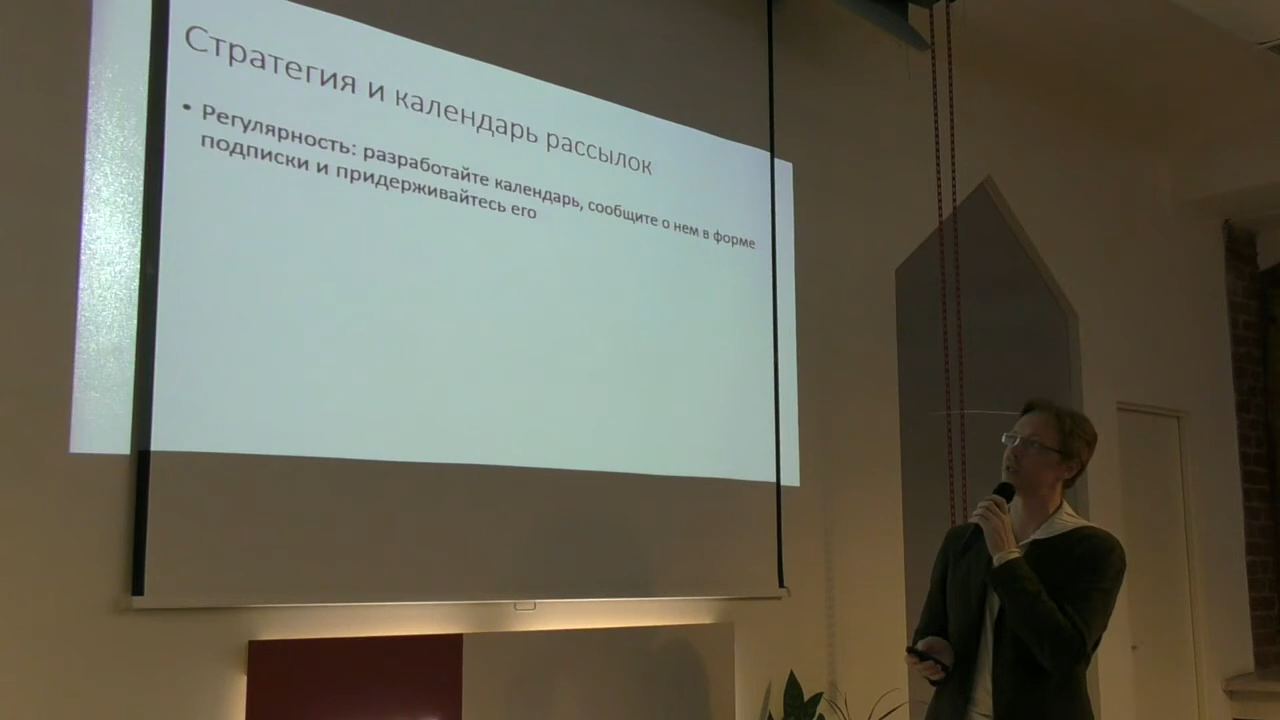 Стратегия и календарь рассылок
• Регулярность: разработайте календарь, сообщите о нем в форме
подписки и придерживайтесь его